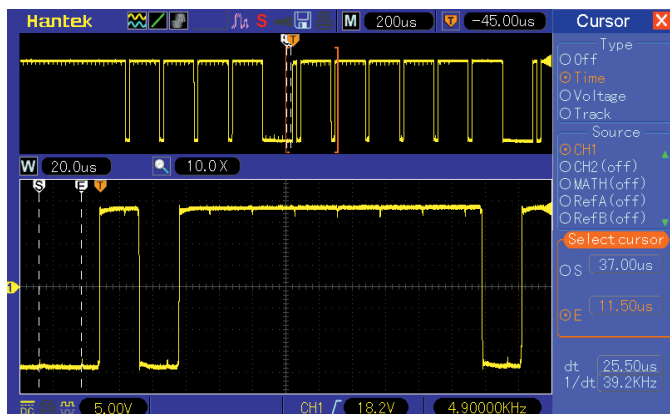 Hantek S M 200us T -45.00us Cursor X
Type
Off
Time
Voltage
Track
Source
CH1
CH2(off)
MATH(off)
RefA(off)
RefB(off)
W 20.0us 10.0X
S E T
Select cursor
S 37.00us
E 11.50us
1
dt 25.50us
1/dt 39.2KHz
DC 5.00V CH1 18.2V 4.90000KHz